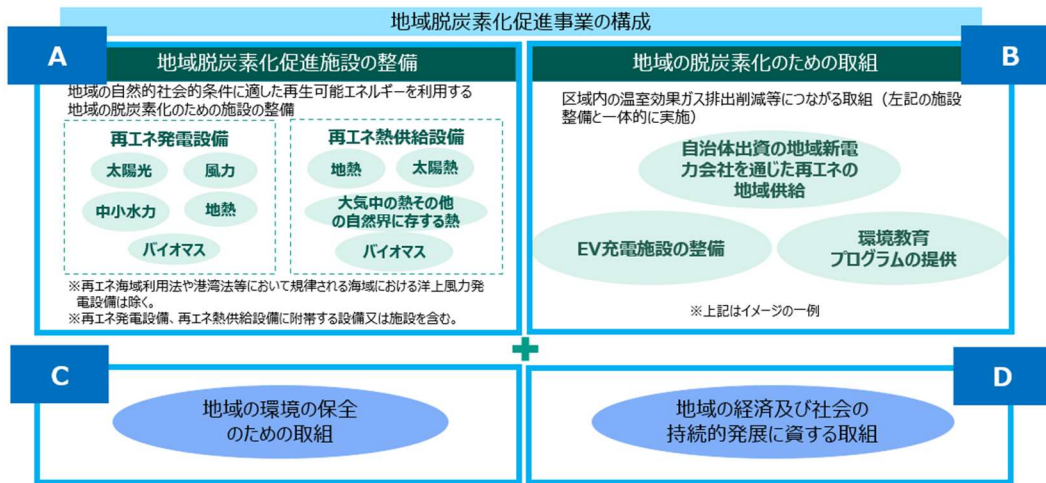 地域脱炭素化促進事業の構成
A
地域脱炭素化促進施設の整備
地域の自然的社会的条件に適した再生可能エネルギーを利用する
地域の脱炭素化のための施設の整備
再エネ発電設備
太陽光
風力
中小水力
地熱
バイオマス
再エネ熱供給設備
地熱
太陽熱
大気中の熱その他
の自然界に存する熱
バイオマス
※再エネ海域利用法や港湾法等において規律される海域における洋上風力発
電設備は除く。
※再エネ発電設備、再エネ熱供給設備に附帯する設備又は施設を含む。
B
地域の脱炭素化のための取組
区域内の温室効果ガス排出削減等につながる取組（左記の施設
整備と一体的に実施）
自治体出資の地域新電
力会社を通じた再エネの
地域供給
EV充電施設の整備
環境教育
プログラムの提供
※上記はイメージの一例
+
C
地域の環境の保全
のための取組
D
地域の経済及び社会の
持続的発展に資する取組